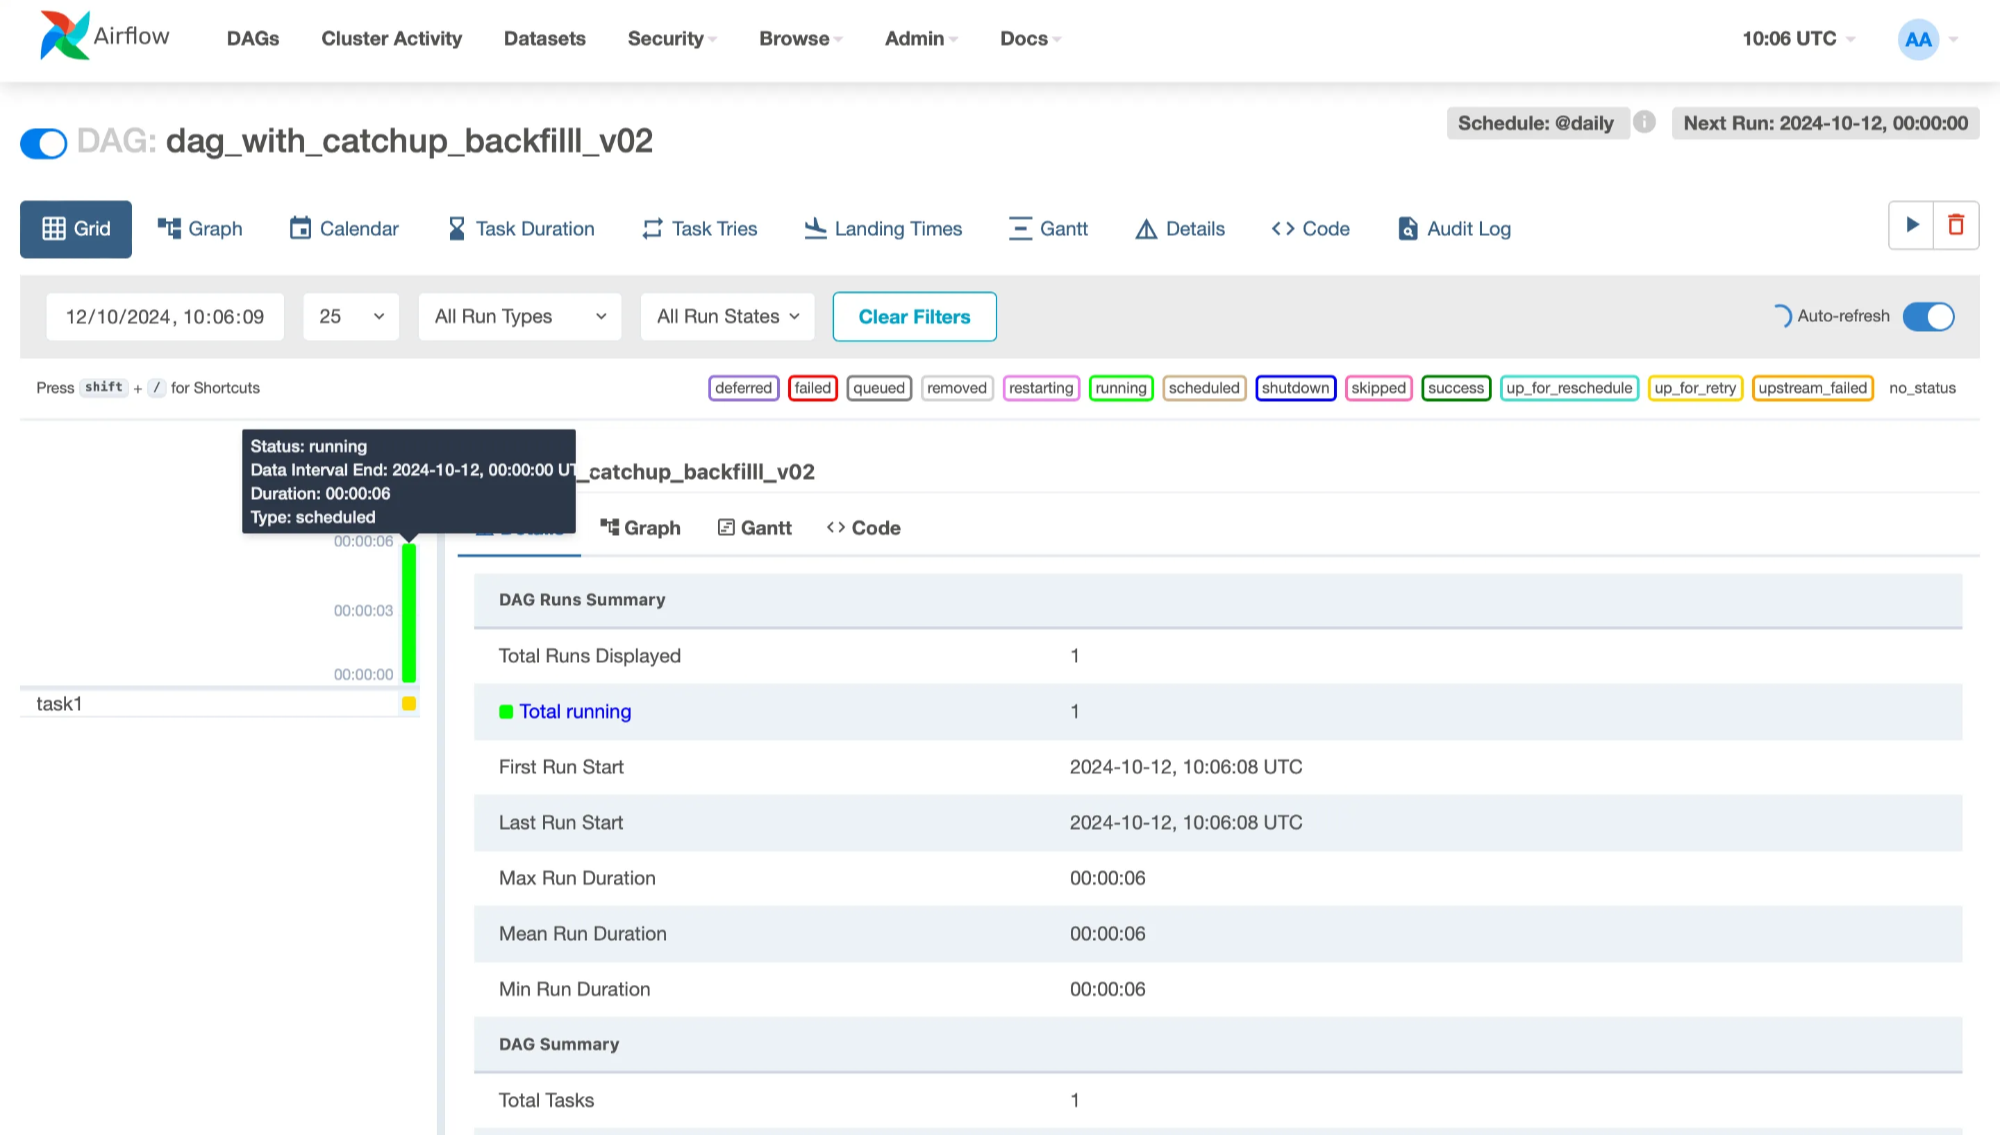 Airflow DAGs Cluster Activity Datasets Security Browse Admin Docs 10:06 UTC AA
DAG: dag_with_catchup_backfilll_v02 Schedule: @daily Next Run: 2024-10-12, 00:00:00
Grid Graph Calendar Task Duration Task Tries Landing Times Gantt Details <> Code Audit Log
12/10/2024, 10:06:09 25 All Run Types All Run States Clear Filters Auto-refresh
Press shift + / for Shortcuts deferred failed queued removed restarting running scheduled shutdown skipped success up_for_reschedule up_for_retry upstream_failed no_status
Status: running
Data Interval End: 2024-10-12, 00:00:00
Duration: 00:00:06
Type: scheduled
_catchup_backfilll_v02
Graph Gantt <> Code
00:00:06
00:00:03
00:00:00
task1
DAG Runs Summary
Total Runs Displayed 1
Total running 1
First Run Start 2024-10-12, 10:06:08 UTC
Last Run Start 2024-10-12, 10:06:08 UTC
Max Run Duration 00:00:06
Mean Run Duration 00:00:06
Min Run Duration 00:00:06
DAG Summary
Total Tasks 1